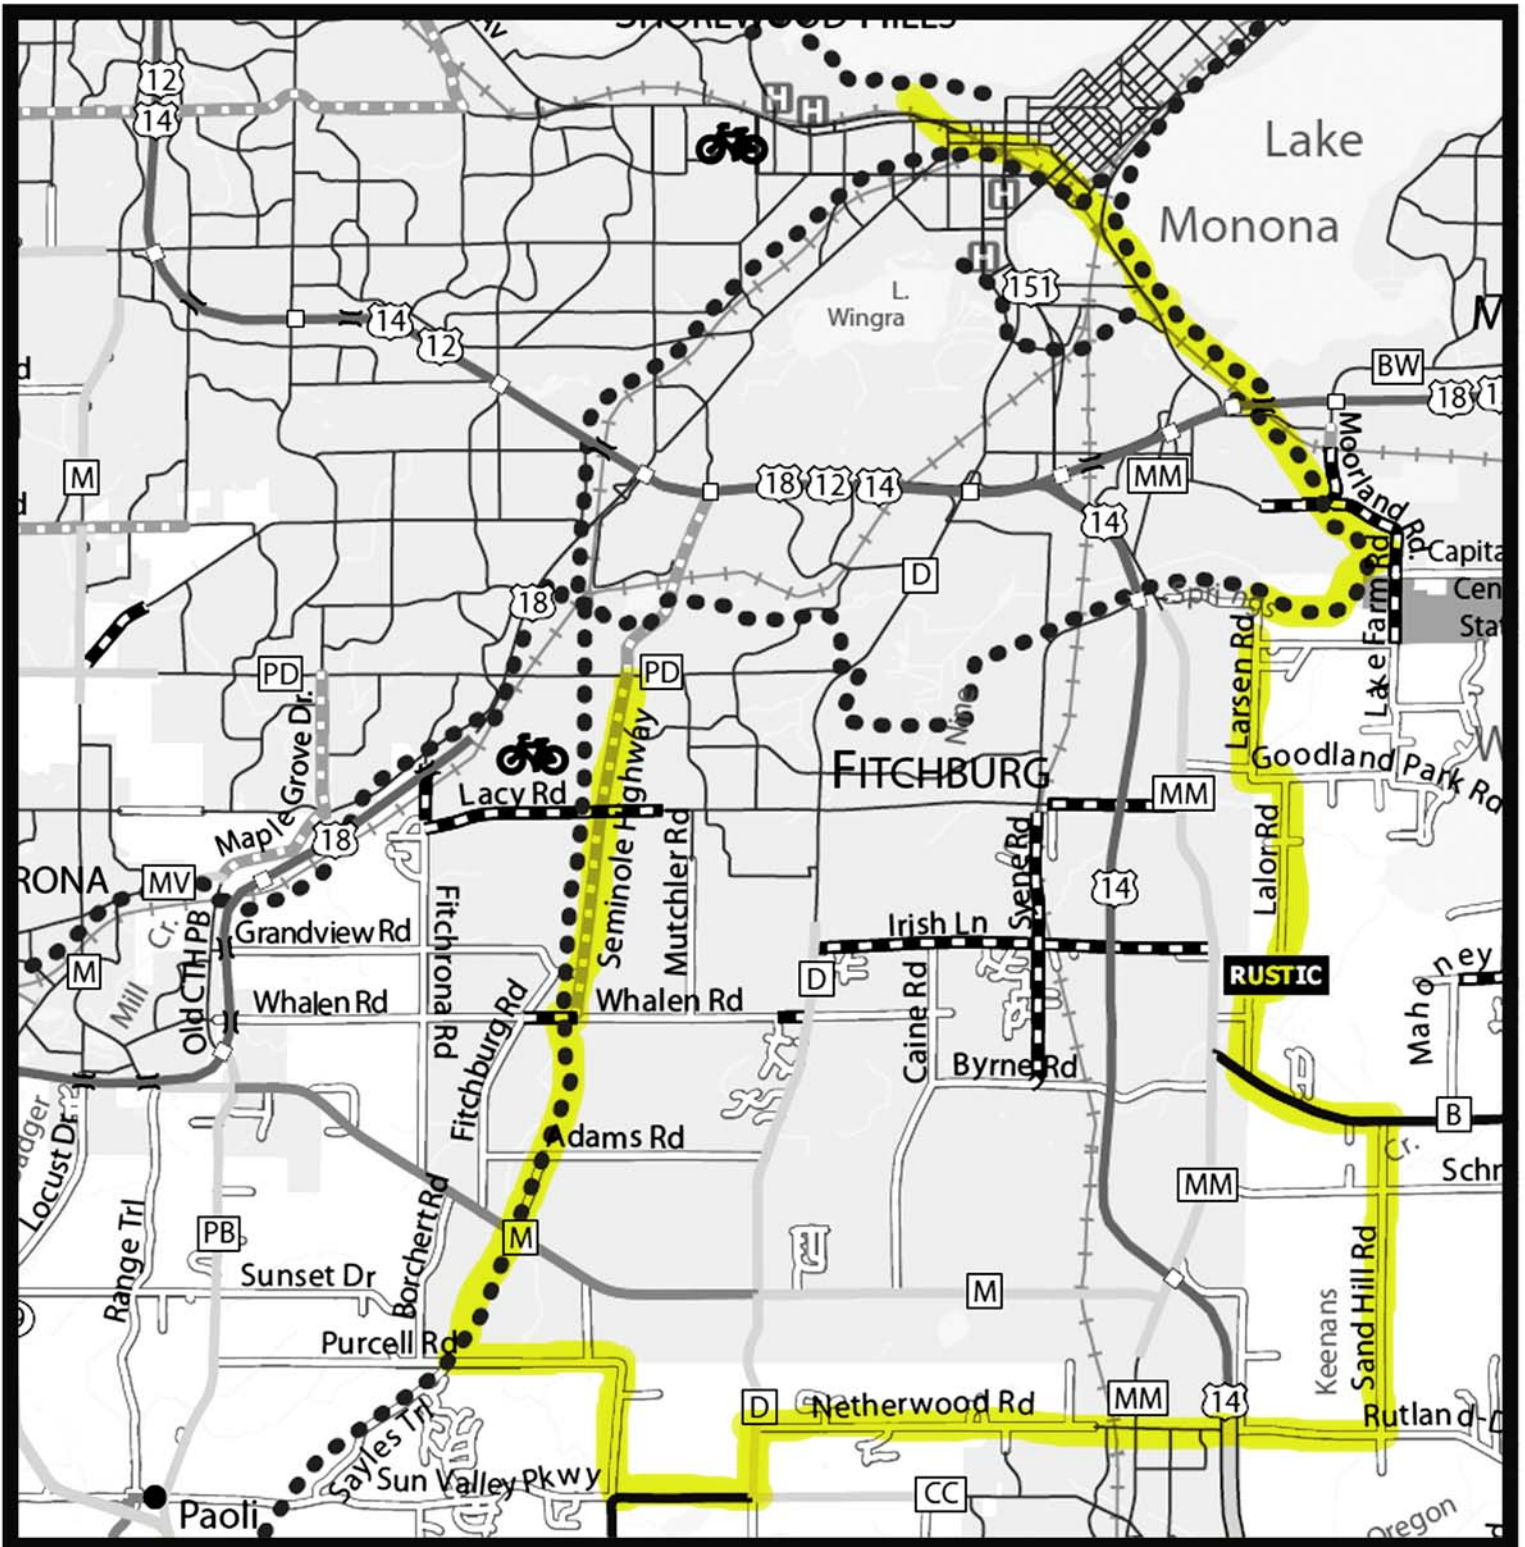 SHOREWOOD HILLS
12
14
H
H
Lake
Monona
H
H
151
L.
Wingra
14
12
BW
18
M
Moorland Rd.
18
12
14
MM
14
D
Capita
Cen
Stat
18
Springs
Lake Farm Rd
Larsen Rd
PD
PD
Nine
Maple Grove Dr.
Seminole Highway
FITCHBURG
Goodland Park Rd
Lacy Rd
MM
18
Mutchler Rd
Syene Rd
Lalor Rd
RONA
MV
14
Cr.
Old CTH PB
Grandview Rd
Fitchrona Rd
Irish Ln
M
Mill
D
RUSTIC
Mahoney
Whalen Rd
Whalen Rd
Fitchburg Rd
Caine Rd
Byrne Rd
adger
Locust Dr.
Adams Rd
B
Cr.
Schr
MM
PB
Range Trl
Borchert Rd
M
Sunset Dr
M
Sand Hill Rd
Keenans
Purcell Rd
D
Netherwood Rd
MM
14
Rutland-D
Sayles Trl
Sun Valley Pkwy
CC
Paoli
Oregon